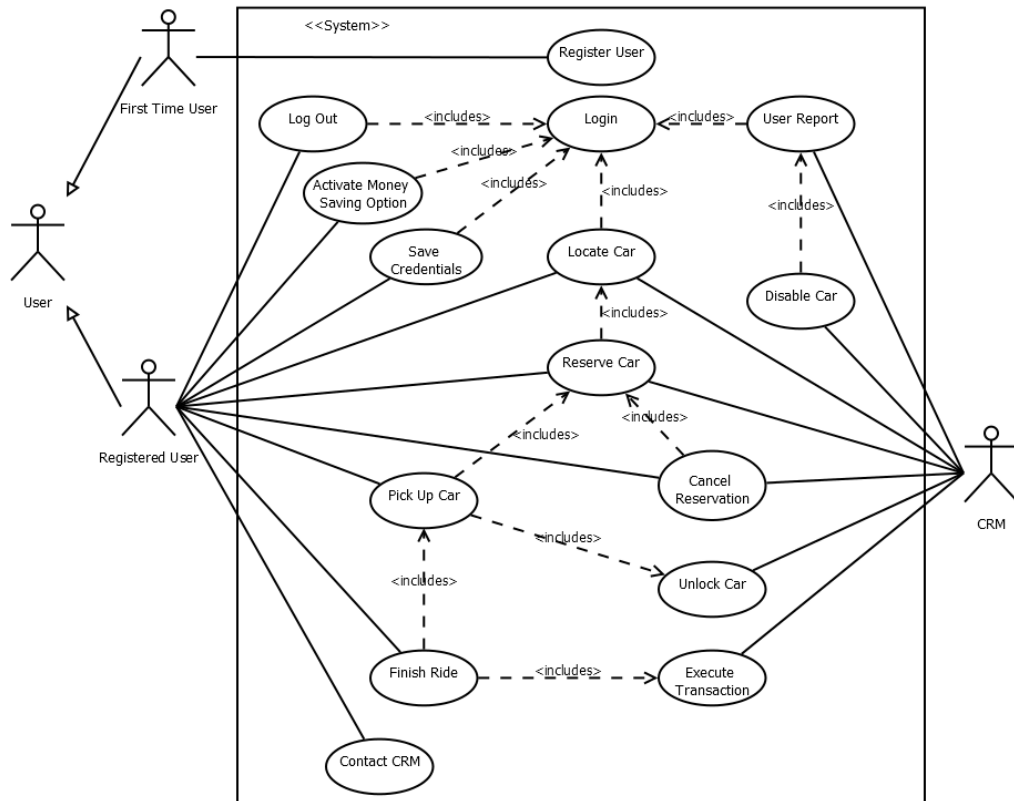 <<System>>
Register User
First Time User
Log Out
<includes>
Login
<includes>
User Report
<includes>
Activate Money
Saving Option
<includes>
<includes>
<includes>
Save
Credentials
Locate Car
User
Disable Car
<includes>
Reserve Car
Registered User
<includes>
<includes>
Pick Up Car
Cancel
Reservation
CRM
<includes>
<includes>
Unlock Car
Finish Ride
<includes>
Execute
Transaction
Contact CRM